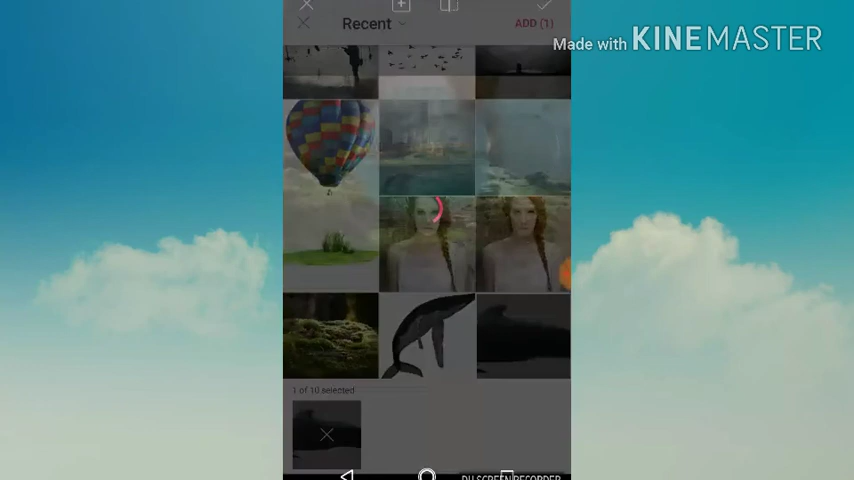 Recent
ADD (1)
Made with KINEMASTER
1 of 10 selected
DU SCREEN RECORDER